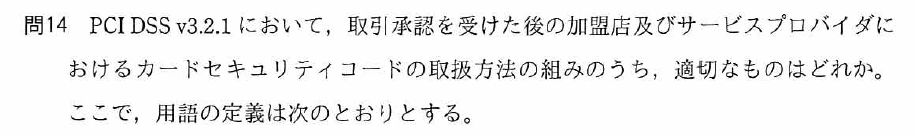 問14 PCI DSS v3.2.1 において，取引承認を受けた後の加盟店及びサービスプロバイダに
おけるカードセキュリティコードの取扱方法の組みのうち，適切なものはどれか。
ここで，用語の定義は次のとおりとする。